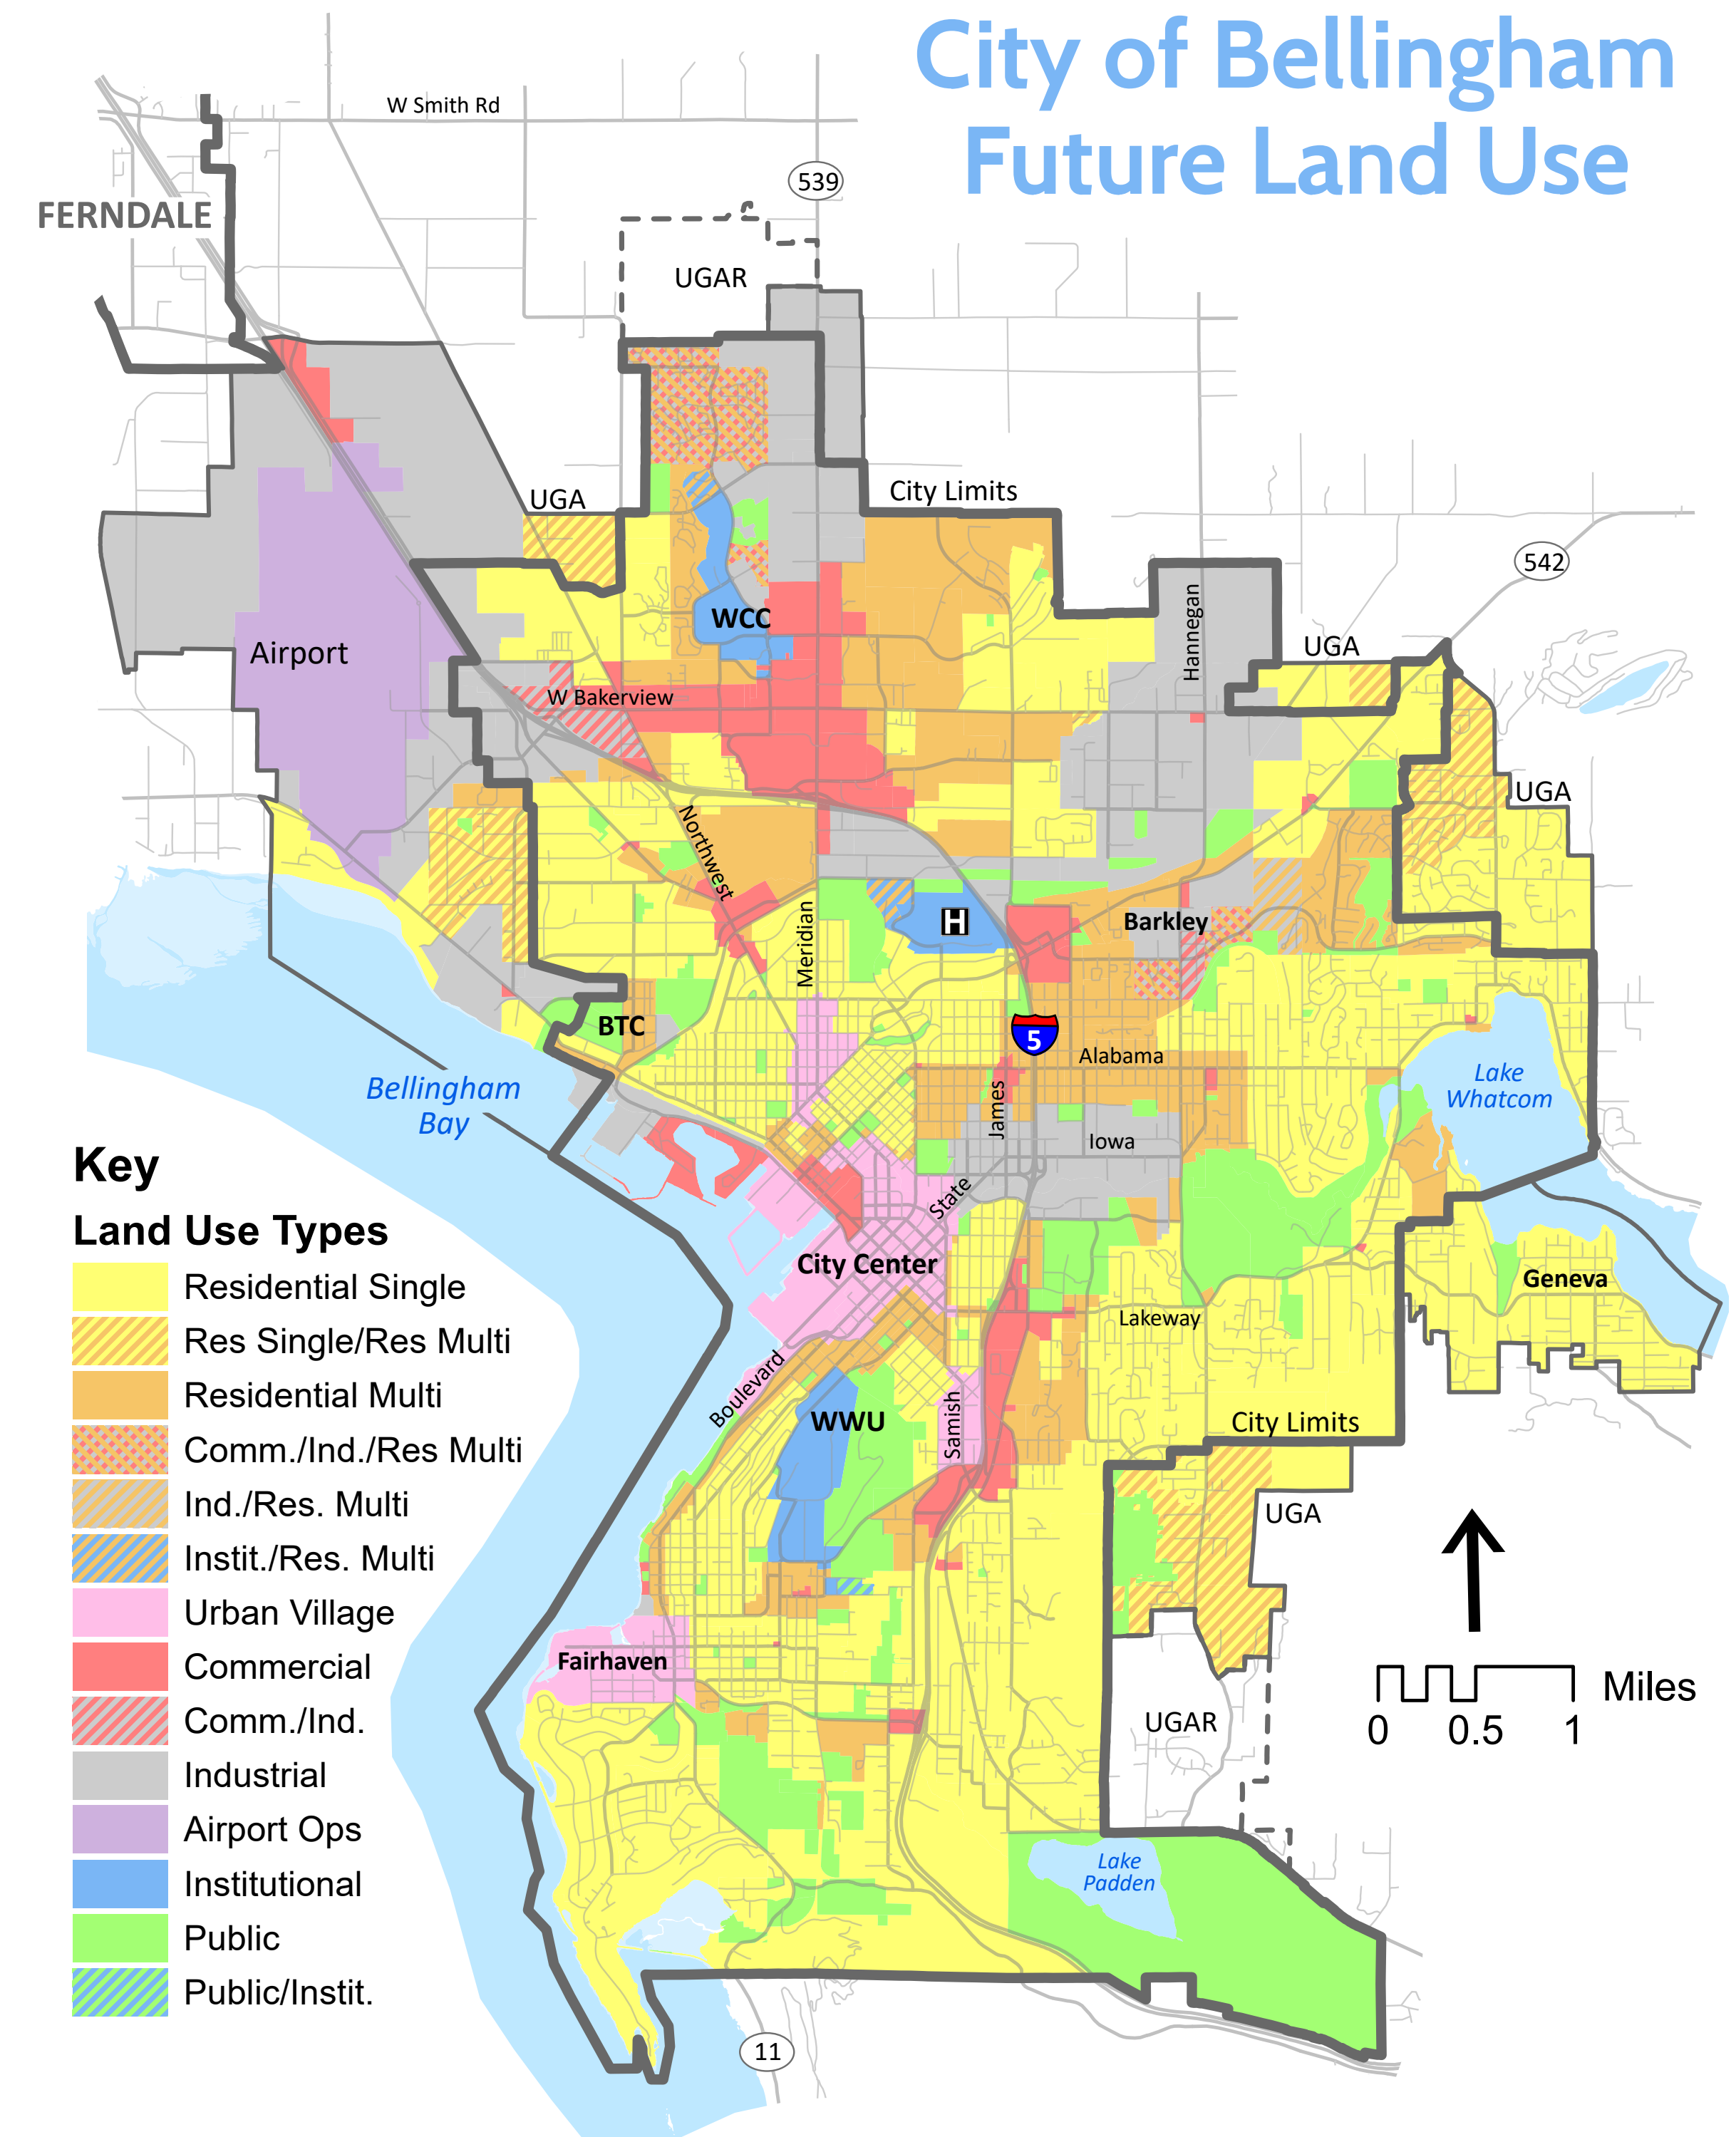 City of Bellingham
Future Land Use
W Smith Rd
539
FERNDALE
UGAR
UGA
City Limits
542
Hannegan
WCC
UGA
Airport
W Bakerview
UGA
Northwest
Meridian
H
Barkley
BTC
5
Alabama
Bellingham
Bay
James
Lake
Whatcom
Iowa
State
City Center
Geneva
Lakeway
Boulevard
WWU
Samish
City Limits
UGA
Fairhaven
UGAR
Lake
Padden
11
Key
Land Use Types
Residential Single
Res Single/Res Multi
Residential Multi
Comm./Ind./Res Multi
Ind./Res. Multi
Instit./Res. Multi
Urban Village
Commercial
Comm./Ind.
Industrial
Airport Ops
Institutional
Public
Public/Instit.
Miles
0 0.5 1